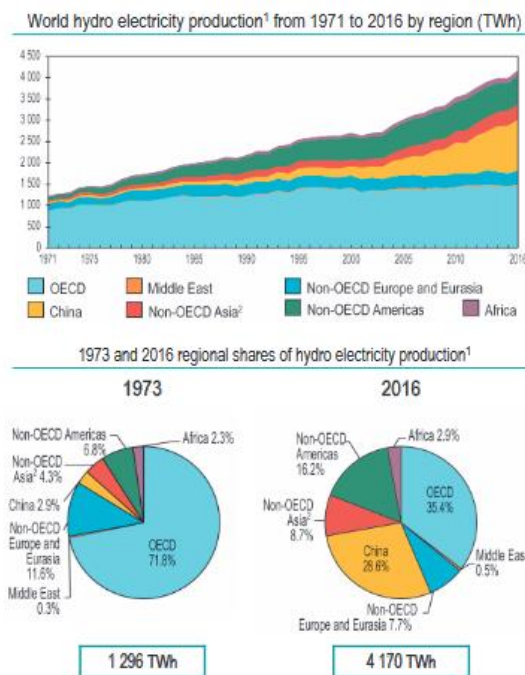 World hydro electricity production¹ from 1971 to 2016 by region (TWh)
4 500
4 000
3 500
3 000
2 500
2 000
1 500
1 000
500
0
1971 1975 1980 1985 1990 1995 2000 2005 2010 2016
OECD Middle East Non-OECD Europe and Eurasia
China Non-OECD Asia² Non-OECD Americas Africa
1973 and 2016 regional shares of hydro electricity production¹
1973
Non-OECD Americas
6.8%
Africa 2.3%
Non-OECD
Asia² 4.3%
China 2.9%
Non-OECD
Europe and
Eurasia
11.6%
Middle East
0.3%
OECD
71.8%
1 296 TWh
2016
Non-OECD
Americas
16.2%
Africa 2.9%
OECD
35.4%
Non-OECD
Asia²
8.7%
China
28.6%
Middle East
0.5%
Non-OECD
Europe and Eurasia 7.7%
4 170 TWh